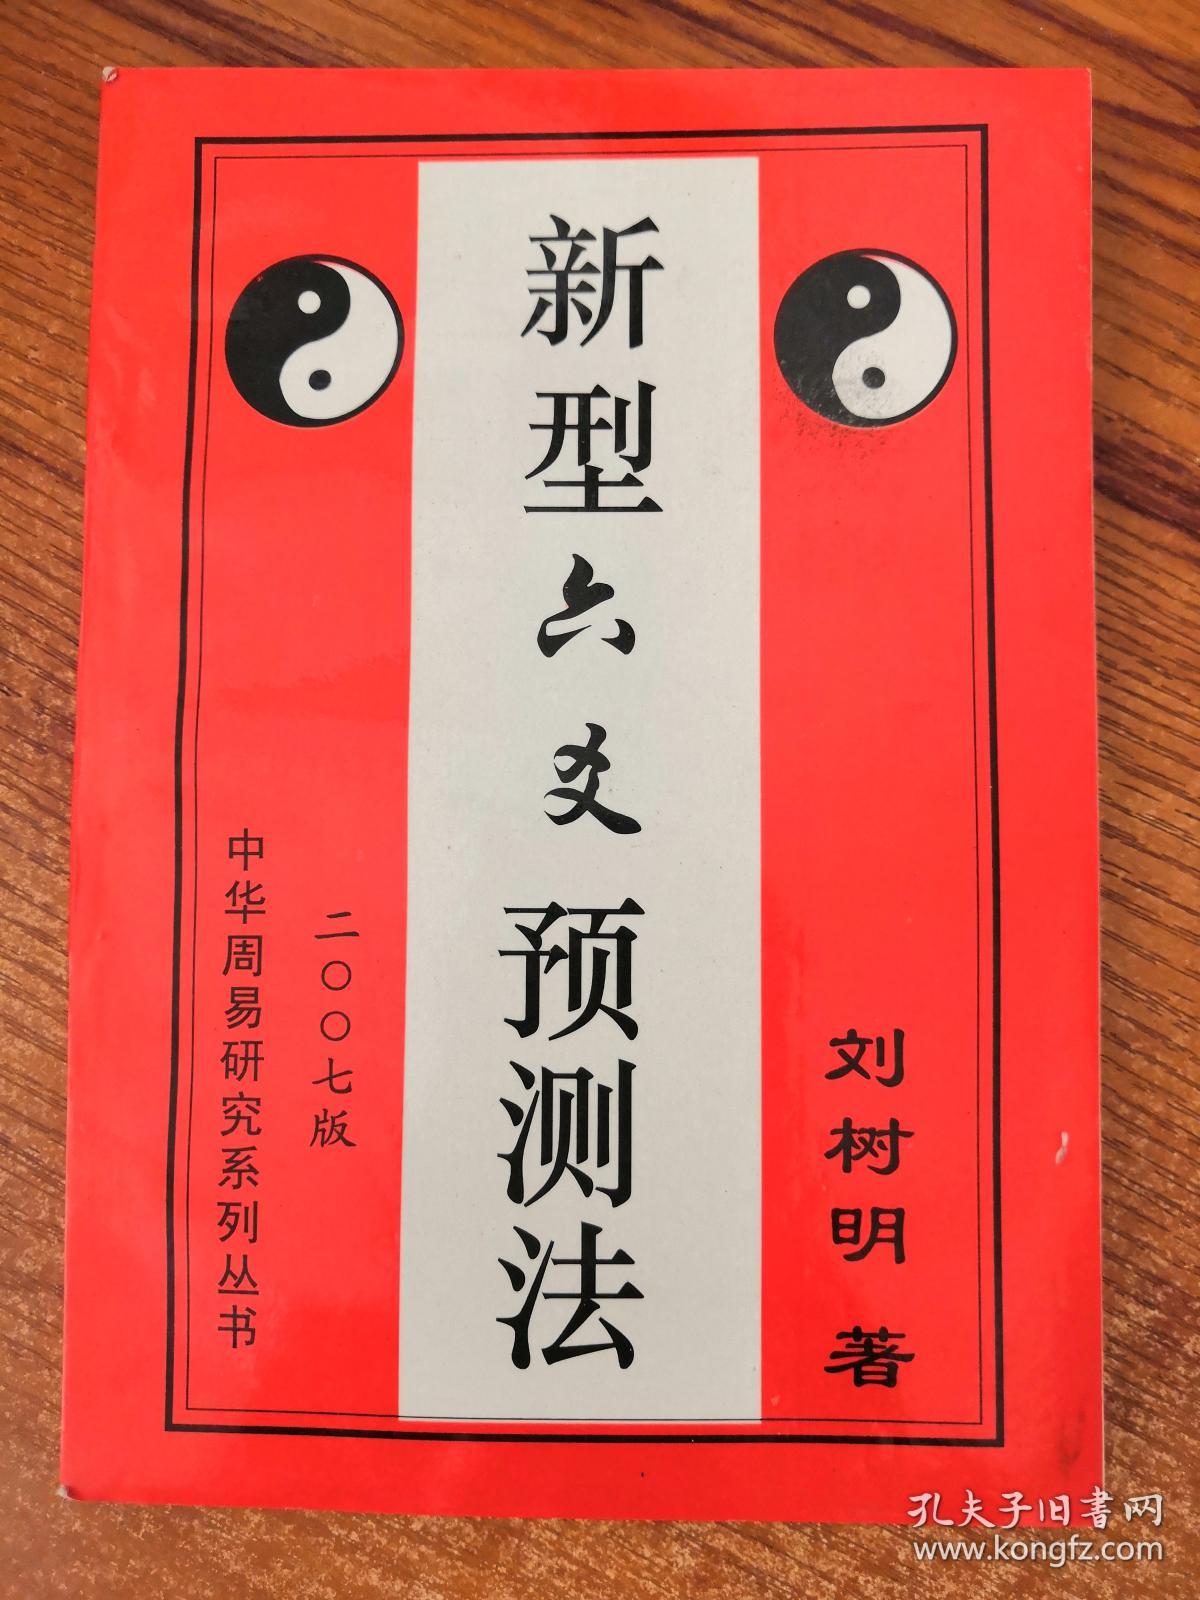 新型六爻预测法
刘树明 著
二〇〇七版
中华周易研究系列丛书
孔夫子旧書网
www.kongfz.com